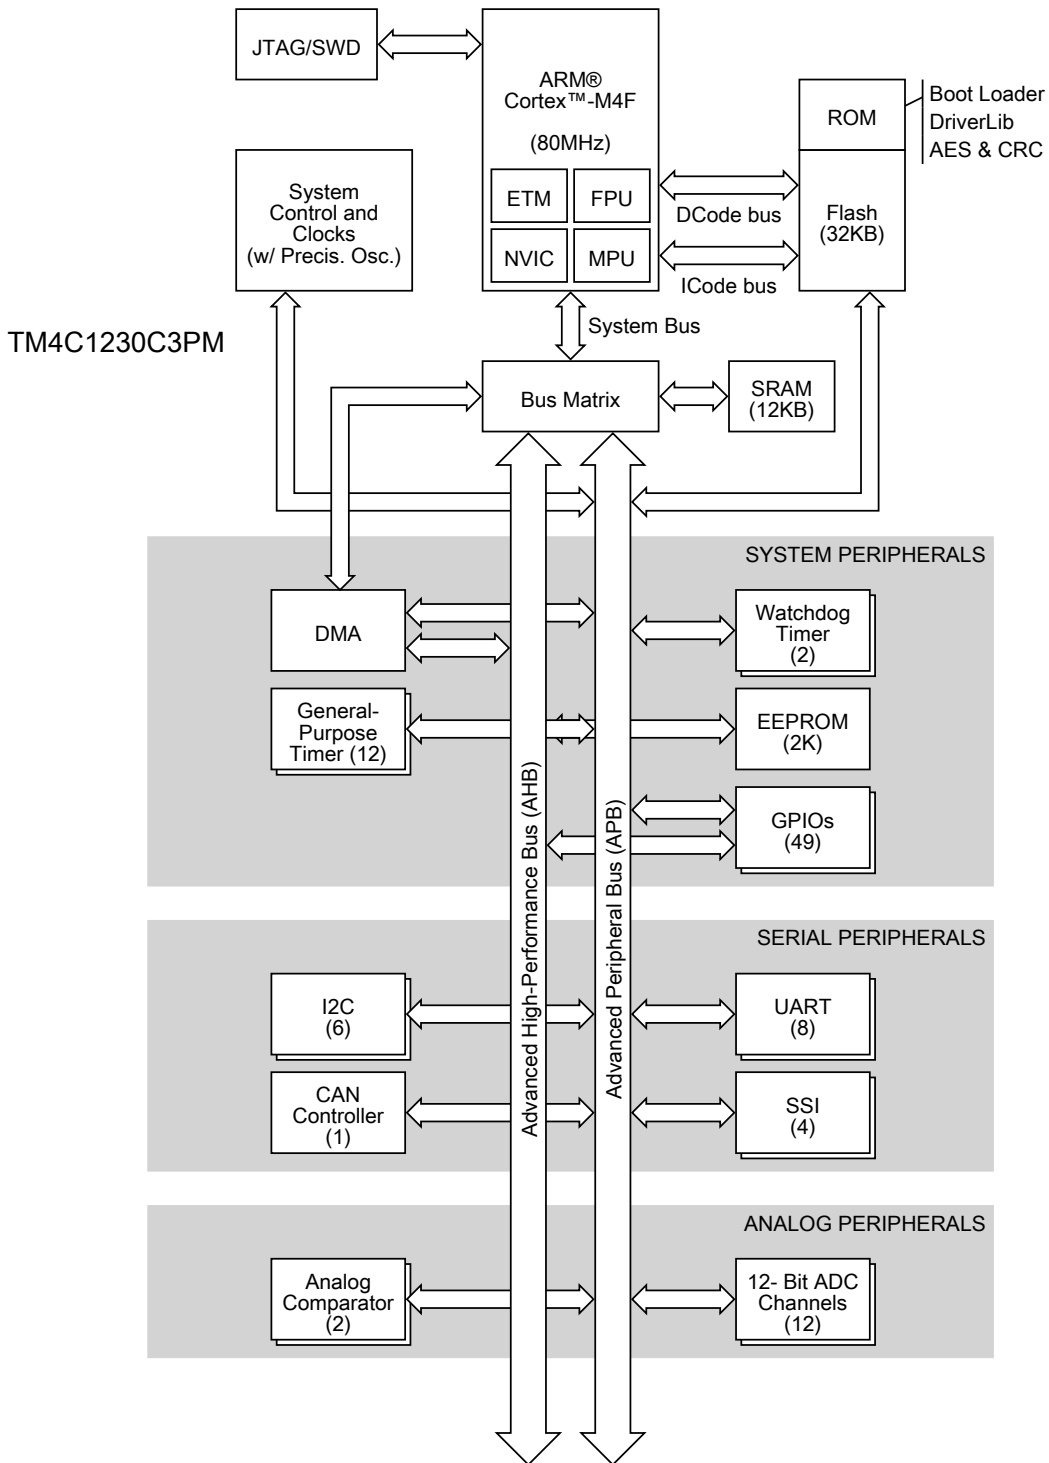 JTAG/SWD
ARM®
Cortex™-M4F
(80MHz)
ETM
FPU
NVIC
MPU
ROM
Boot Loader
DriverLib
AES & CRC
Flash
(32KB)
DCode bus
ICode bus
System
Control and
Clocks
(w/ Precis. Osc.)
TM4C1230C3PM
System Bus
Bus Matrix
SRAM
(12KB)
SYSTEM PERIPHERALS
DMA
Watchdog
Timer
(2)
General-
Purpose
Timer (12)
EEPROM
(2K)
GPIOs
(49)
Advanced High-Performance Bus (AHB)
Advanced Peripheral Bus (APB)
SERIAL PERIPHERALS
I2C
(6)
UART
(8)
CAN
Controller
(1)
SSI
(4)
ANALOG PERIPHERALS
Analog
Comparator
(2)
12- Bit ADC
Channels
(12)